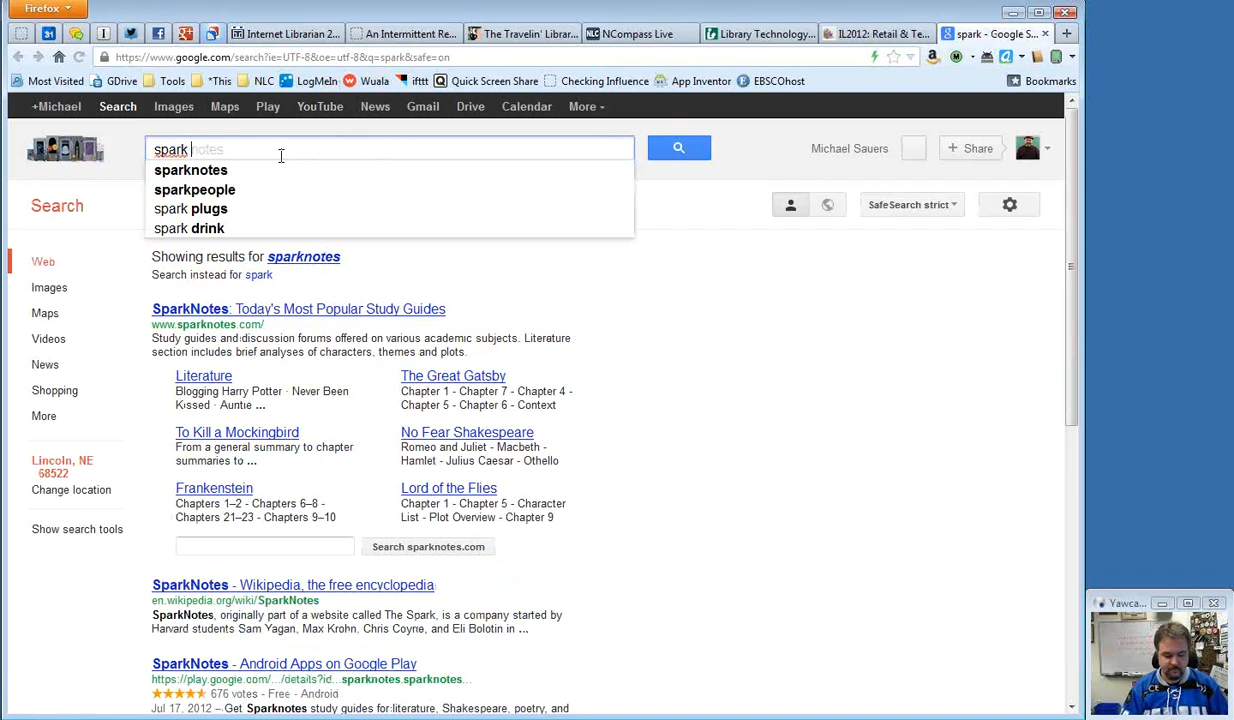 Firefox
Internet Librarian 2...
An Intermittent Re...
The Travelin' Librar...
NLC NCompass Live
Library Technology...
IL2012: Retail & Te...
spark - Google S...
https://www.google.com/search?ie=UTF-8&oe=utf-8&q=spark&safe=on
Most Visited GDrive Tools *This NLC LogMeIn Wuala ifttt Quick Screen Share Checking Influence App Inventor EBSCOhost Bookmarks
+Michael Search Images Maps Play YouTube News Gmail Drive Calendar More
spark notes
Michael Sauers
+ Share
sparknotes
sparkpeople
spark plugs
spark drink
Search
SafeSearch strict
Web
Images
Maps
Videos
News
Shopping
More
Lincoln, NE
68522
Change location
Show search tools
Showing results for sparknotes
Search instead for spark
SparkNotes: Today's Most Popular Study Guides
www.sparknotes.com/
Study guides and discussion forums offered on various academic subjects. Literature
section includes brief analyses of characters, themes and plots.
Literature
Blogging Harry Potter · Never Been
Kissed · Auntie ...
The Great Gatsby
Chapter 1 - Chapter 7 - Chapter 4 -
Chapter 5 - Chapter 6 - Context
To Kill a Mockingbird
From a general summary to chapter
summaries to ...
No Fear Shakespeare
Romeo and Juliet - Macbeth -
Hamlet - Julius Caesar - Othello
Frankenstein
Chapters 1–2 - Chapters 6–8 -
Chapters 21–23 - Chapters 9–10
Lord of the Flies
Chapter 1 - Chapter 5 - Character
List - Plot Overview - Chapter 9
Search sparknotes.com
SparkNotes - Wikipedia, the free encyclopedia
en.wikipedia.org/wiki/SparkNotes
SparkNotes, originally part of a website called The Spark, is a company started by
Harvard students Sam Yagan, Max Krohn, Chris Coyne, and Eli Bolotin in ...
SparkNotes - Android Apps on Google Play
https://play.google.com/.../details?id...sparknotes.sparknotes...
676 votes - Free - Android
Jul 17, 2012 – Get Sparknotes study guides for literature, Shakespeare, poetry, and
Yawca...